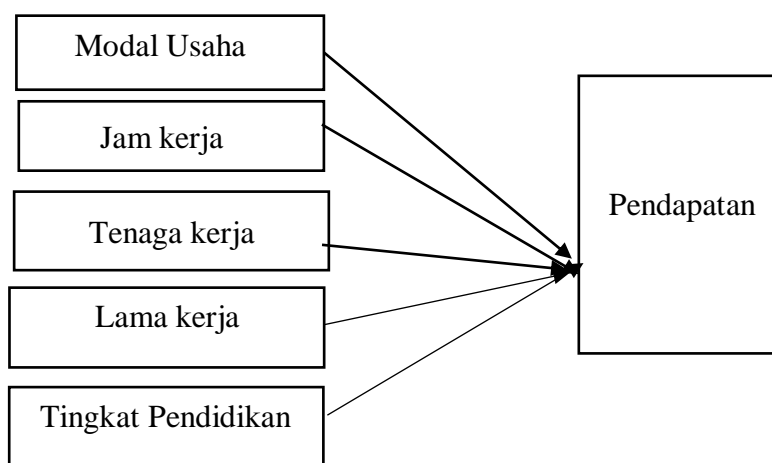 Modal Usaha
Jam kerja
Tenaga kerja
Lama kerja
Tingkat Pendidikan
Pendapatan